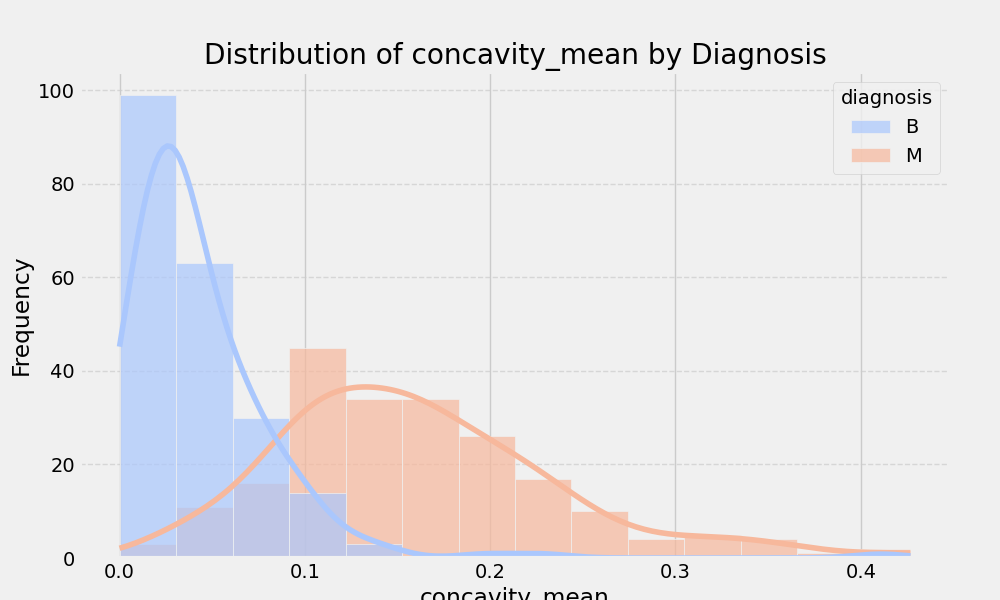 Distribution of concavity_mean by Diagnosis
diagnosis
B
M
Frequency
100
80
60
40
20
0
0.0 0.1 0.2 0.3 0.4
concavity_mean